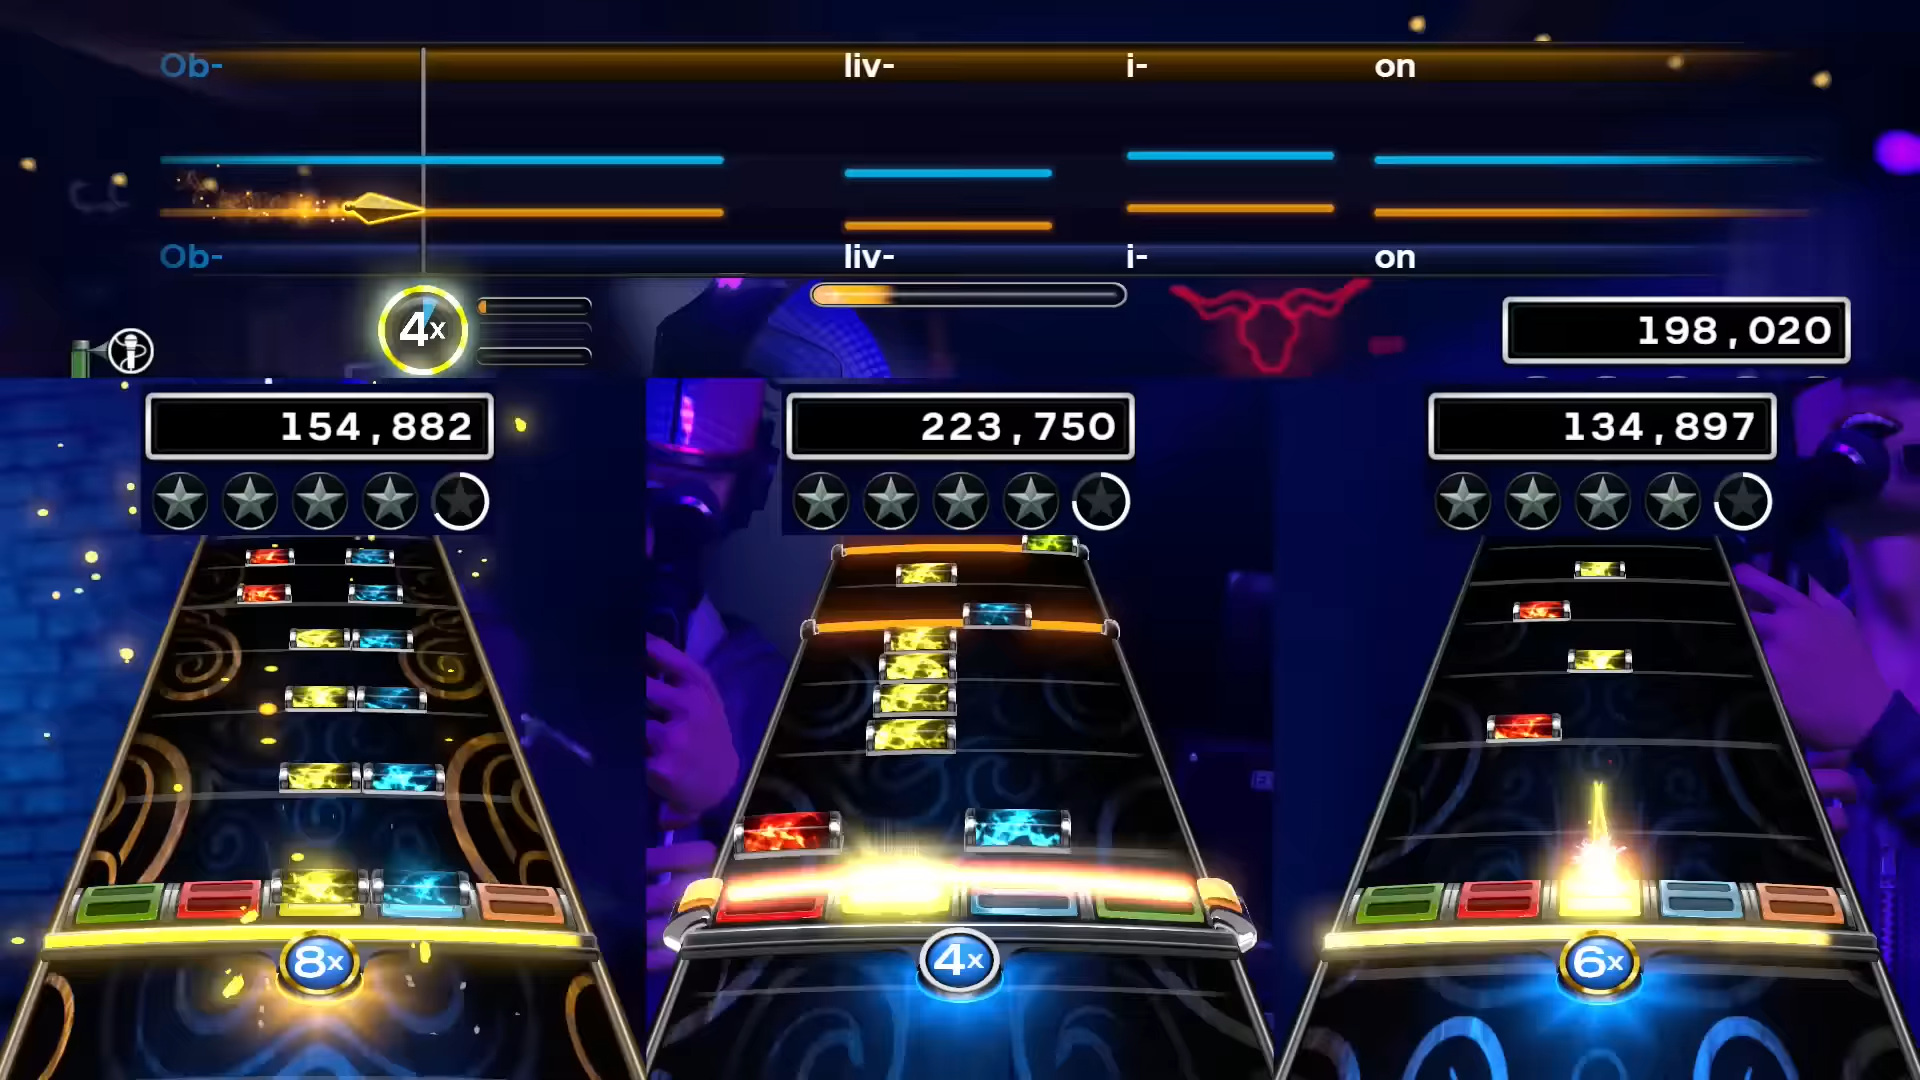 Ob- liv- i- on
Ob- liv- i- on
4x
198,020
154,882
223,750
134,897
8x
4x
6x